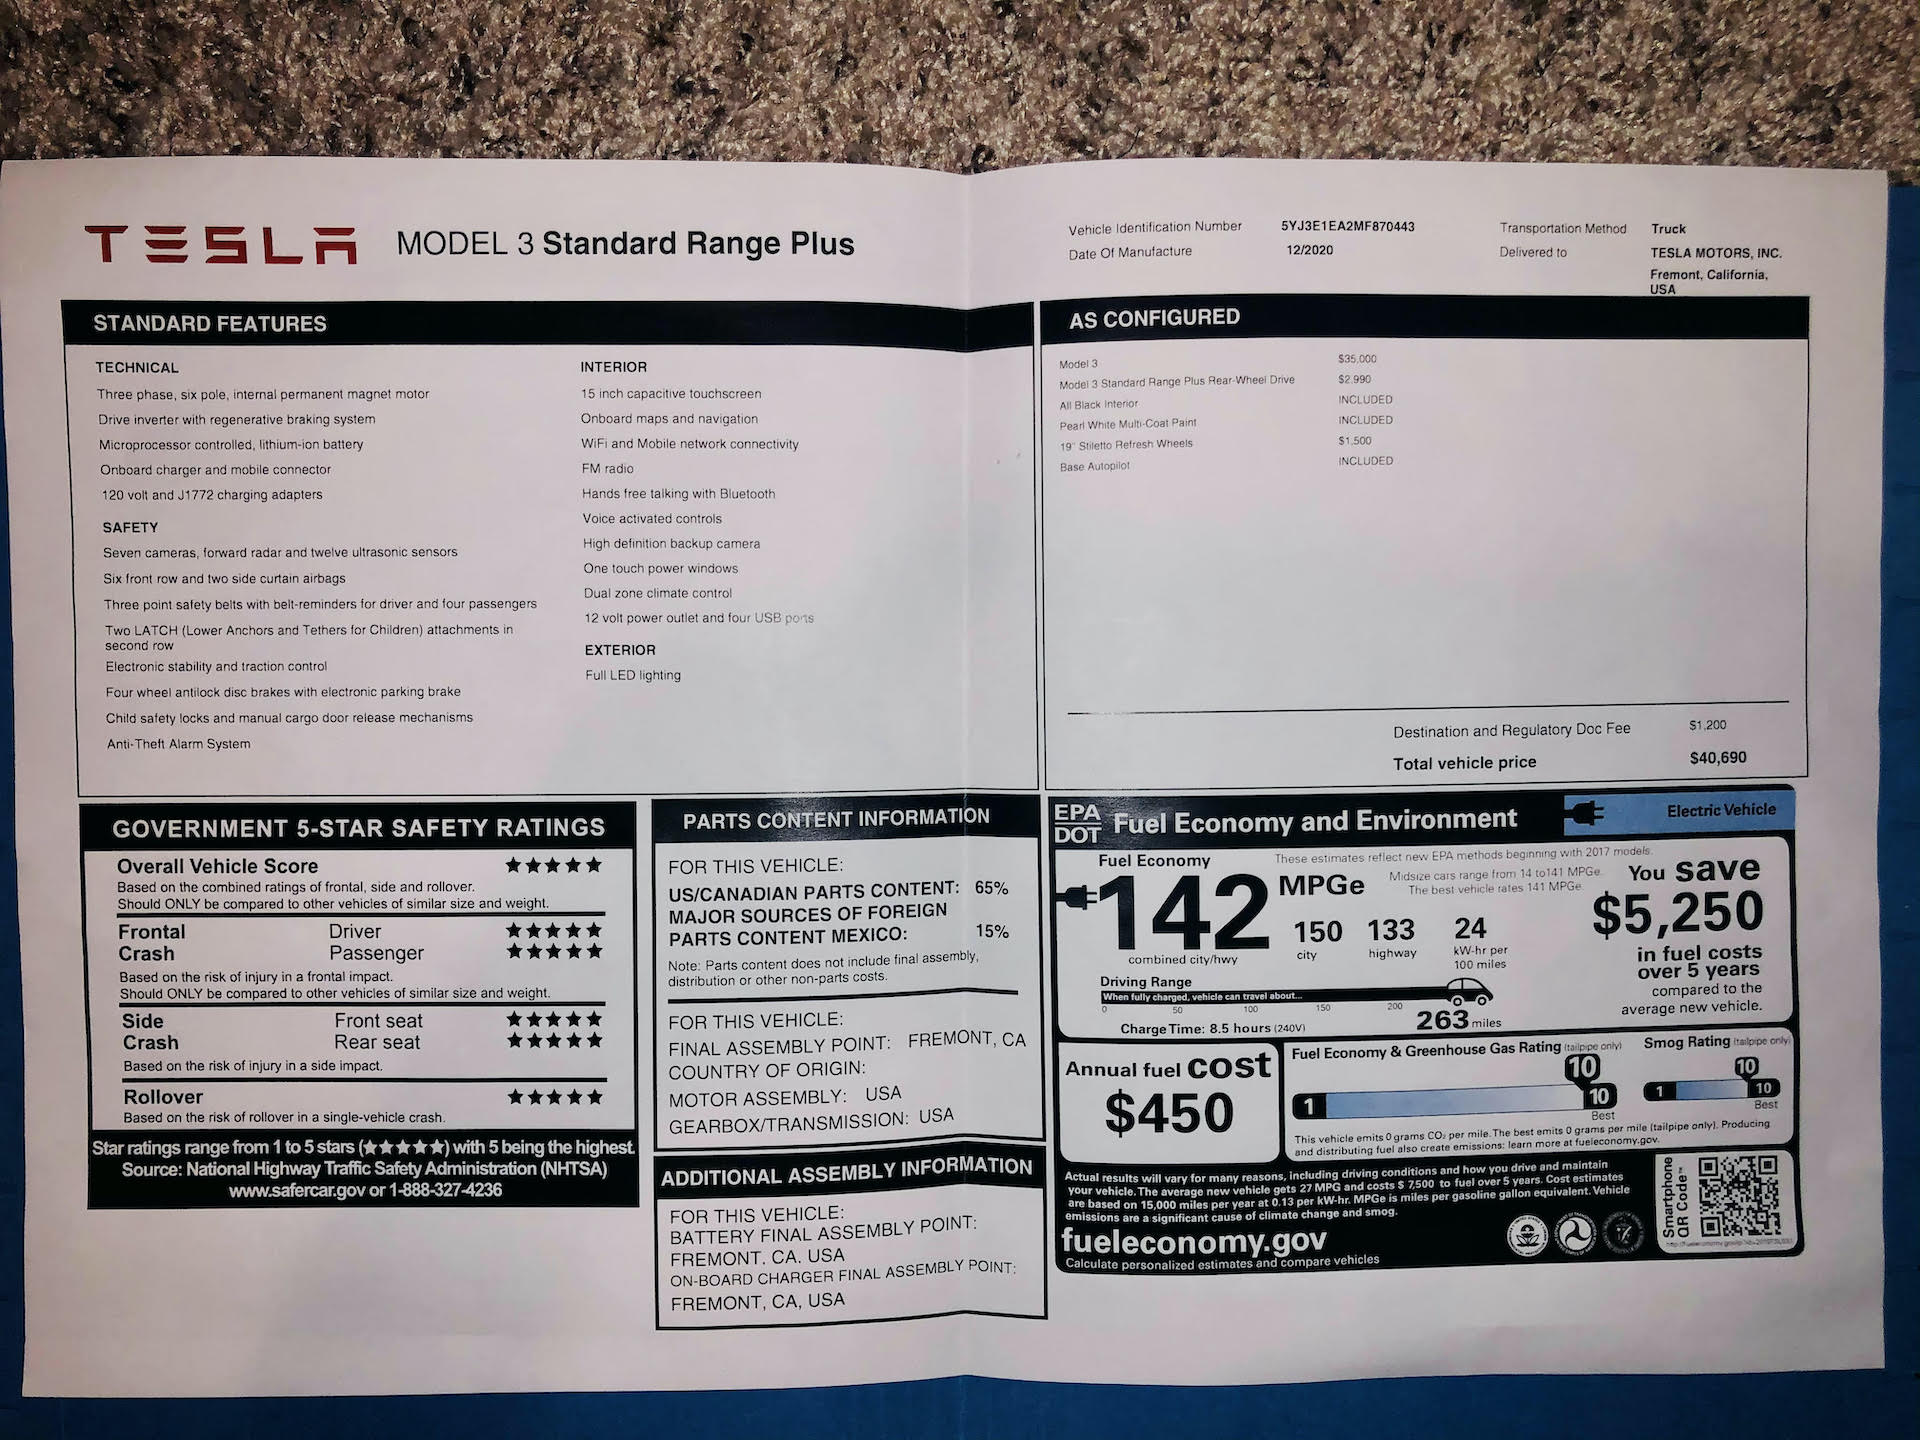 TESLA MODEL 3 Standard Range Plus
Vehicle Identification Number 5YJ3E1EA2MF870443
Date Of Manufacture 12/2020
Transportation Method Truck
Delivered to TESLA MOTORS, INC.
Fremont, California,
USA
STANDARD FEATURES
TECHNICAL
Three phase, six pole, internal permanent magnet motor
Drive inverter with regenerative braking system
Microprocessor controlled, lithium-ion battery
Onboard charger and mobile connector
120 volt and J1772 charging adapters
SAFETY
Seven cameras, forward radar and twelve ultrasonic sensors
Six front row and two side curtain airbags
Three point safety belts with belt-reminders for driver and four passengers
Two LATCH (Lower Anchors and Tethers for Children) attachments in
second row
Electronic stability and traction control
Four wheel antilock disc brakes with electronic parking brake
Child safety locks and manual cargo door release mechanisms
Anti-Theft Alarm System
INTERIOR
15 inch capacitive touchscreen
Onboard maps and navigation
WiFi and Mobile network connectivity
FM radio
Hands free talking with Bluetooth
Voice activated controls
High definition backup camera
One touch power windows
Dual zone climate control
12 volt power outlet and four USB ports
EXTERIOR
Full LED lighting
AS CONFIGURED
Model 3 $35,000
Model 3 Standard Range Plus Rear-Wheel Drive $2,990
All Black Interior INCLUDED
Pearl White Multi-Coat Paint INCLUDED
19" Stiletto Refresh Wheels $1,500
Base Autopilot INCLUDED
Destination and Regulatory Doc Fee $1,200
Total vehicle price $40,690
GOVERNMENT 5-STAR SAFETY RATINGS
Overall Vehicle Score ★★★★★
Based on the combined ratings of frontal, side and rollover.
Should ONLY be compared to other vehicles of similar size and weight.
Frontal Driver ★★★★★
Crash Passenger ★★★★★
Based on the risk of injury in a frontal impact.
Should ONLY be compared to other vehicles of similar size and weight.
Side Front seat ★★★★★
Crash Rear seat ★★★★★
Based on the risk of injury in a side impact.
Rollover ★★★★★
Based on the risk of rollover in a single-vehicle crash.
Star ratings range from 1 to 5 stars (★★★★★) with 5 being the highest.
Source: National Highway Traffic Safety Administration (NHTSA)
www.safercar.gov or 1-888-327-4236
PARTS CONTENT INFORMATION
FOR THIS VEHICLE:
US/CANADIAN PARTS CONTENT: 65%
MAJOR SOURCES OF FOREIGN
PARTS CONTENT MEXICO: 15%
Note: Parts content does not include final assembly,
distribution or other non-parts costs.
FOR THIS VEHICLE:
FINAL ASSEMBLY POINT: FREMONT, CA
COUNTRY OF ORIGIN:
MOTOR ASSEMBLY: USA
GEARBOX/TRANSMISSION: USA
ADDITIONAL ASSEMBLY INFORMATION
FOR THIS VEHICLE:
BATTERY FINAL ASSEMBLY POINT:
FREMONT. CA. USA
ON-BOARD CHARGER FINAL ASSEMBLY POINT:
FREMONT, CA, USA
EPA
DOT Fuel Economy and Environment
Electric Vehicle
Fuel Economy
These estimates reflect new EPA methods beginning with 2017 models.
142 MPGe
Midsize cars range from 14 to141 MPGe.
The best vehicle rates 141 MPGe.
combined city/hwy
150 city
133 highway
24 kW-hr per
100 miles
You save
$5,250
in fuel costs
over 5 years
compared to the
average new vehicle.
Driving Range
When fully charged, vehicle can travel about...
0 50 100 150 200
263 miles
Charge Time: 8.5 hours (240V)
Annual fuel cost
$450
Fuel Economy & Greenhouse Gas Rating (tailpipe only)
10
1 10
Best
Smog Rating (tailpipe only)
10
1 10
Best
This vehicle emits 0 grams CO₂ per mile. The best emits 0 grams per mile (tailpipe only). Producing
and distributing fuel also create emissions: learn more at fueleconomy.gov.
Actual results will vary for many reasons, including driving conditions and how you drive and maintain
your vehicle. The average new vehicle gets 27 MPG and costs $ 7,500 to fuel over 5 years. Cost estimates
are based on 15,000 miles per year at 0.13 per kW-hr. MPGe is miles per gasoline gallon equivalent. Vehicle
emissions are a significant cause of climate change and smog.
fueleconomy.gov
Calculate personalized estimates and compare vehicles
Smartphone
QR Code™